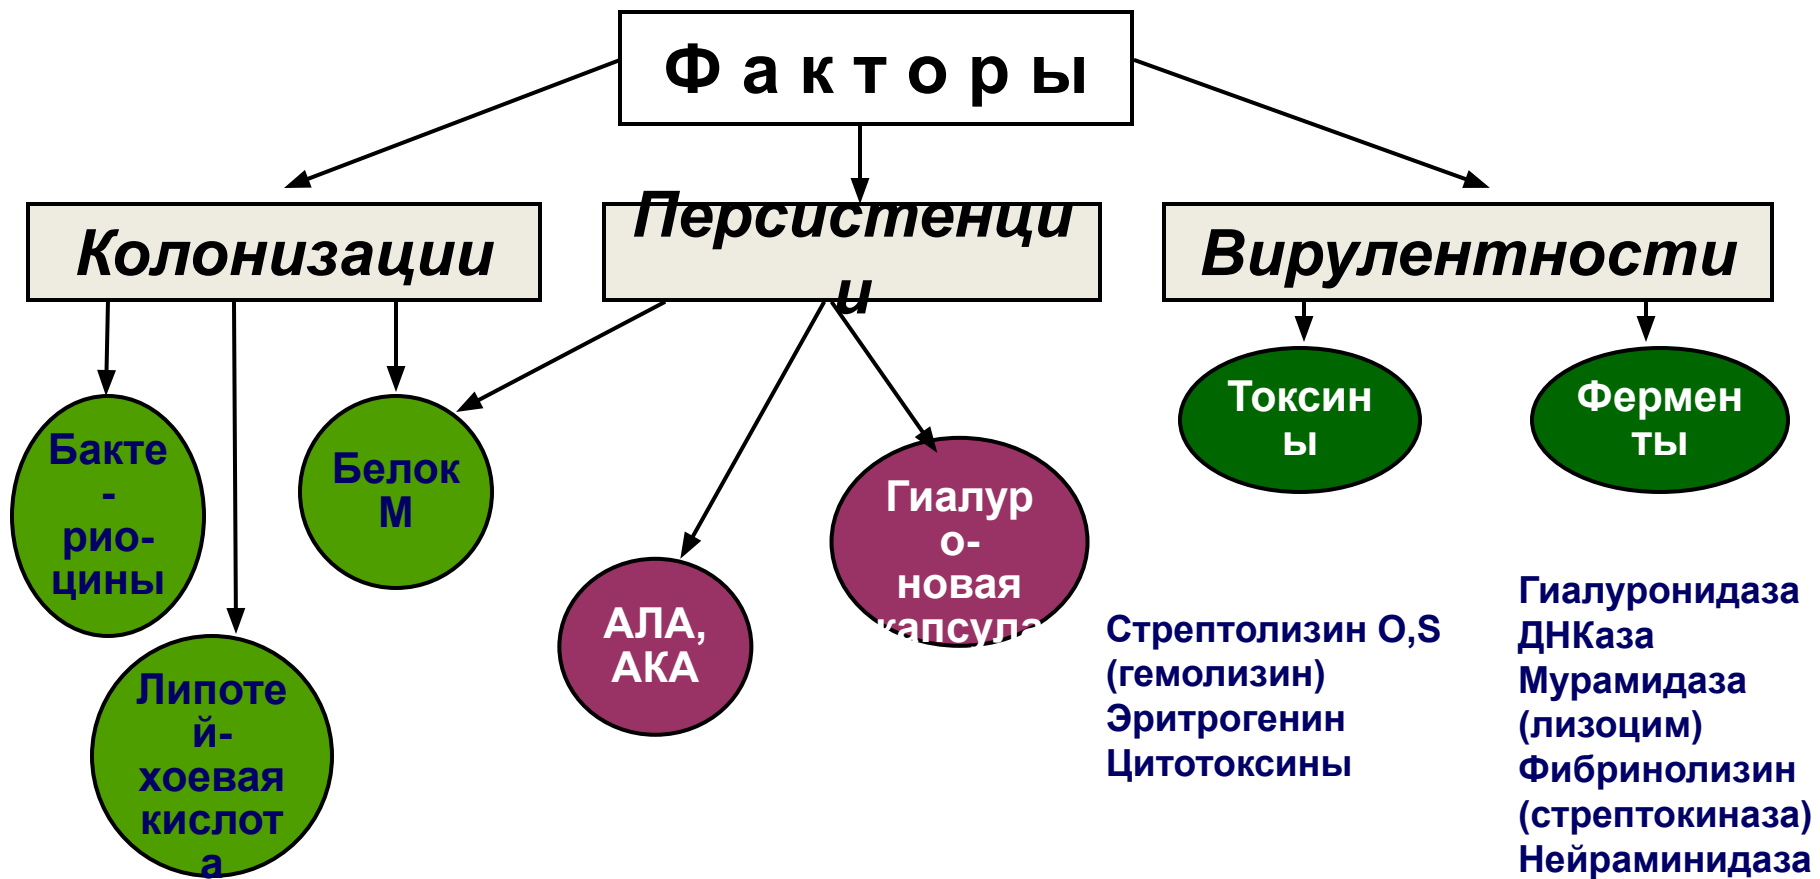 Ф а к т о р ы
Колонизации
Персистенци
и
Вирулентности
Бакте
-
рио-
цины
Липоте
й-
хоевая
кислот
а
Белок
М
АЛА,
АКА
Гиалур
о-
новая
капсула
Токсин
ы
Фермен
ты
Стрептолизин O,S
(гемолизин)
Эритрогенин
Цитотоксины
Гиалуронидаза
ДНКаза
Мурамидаза
(лизоцим)
Фибринолизин
(стрептокиназа)
Нейраминидаза